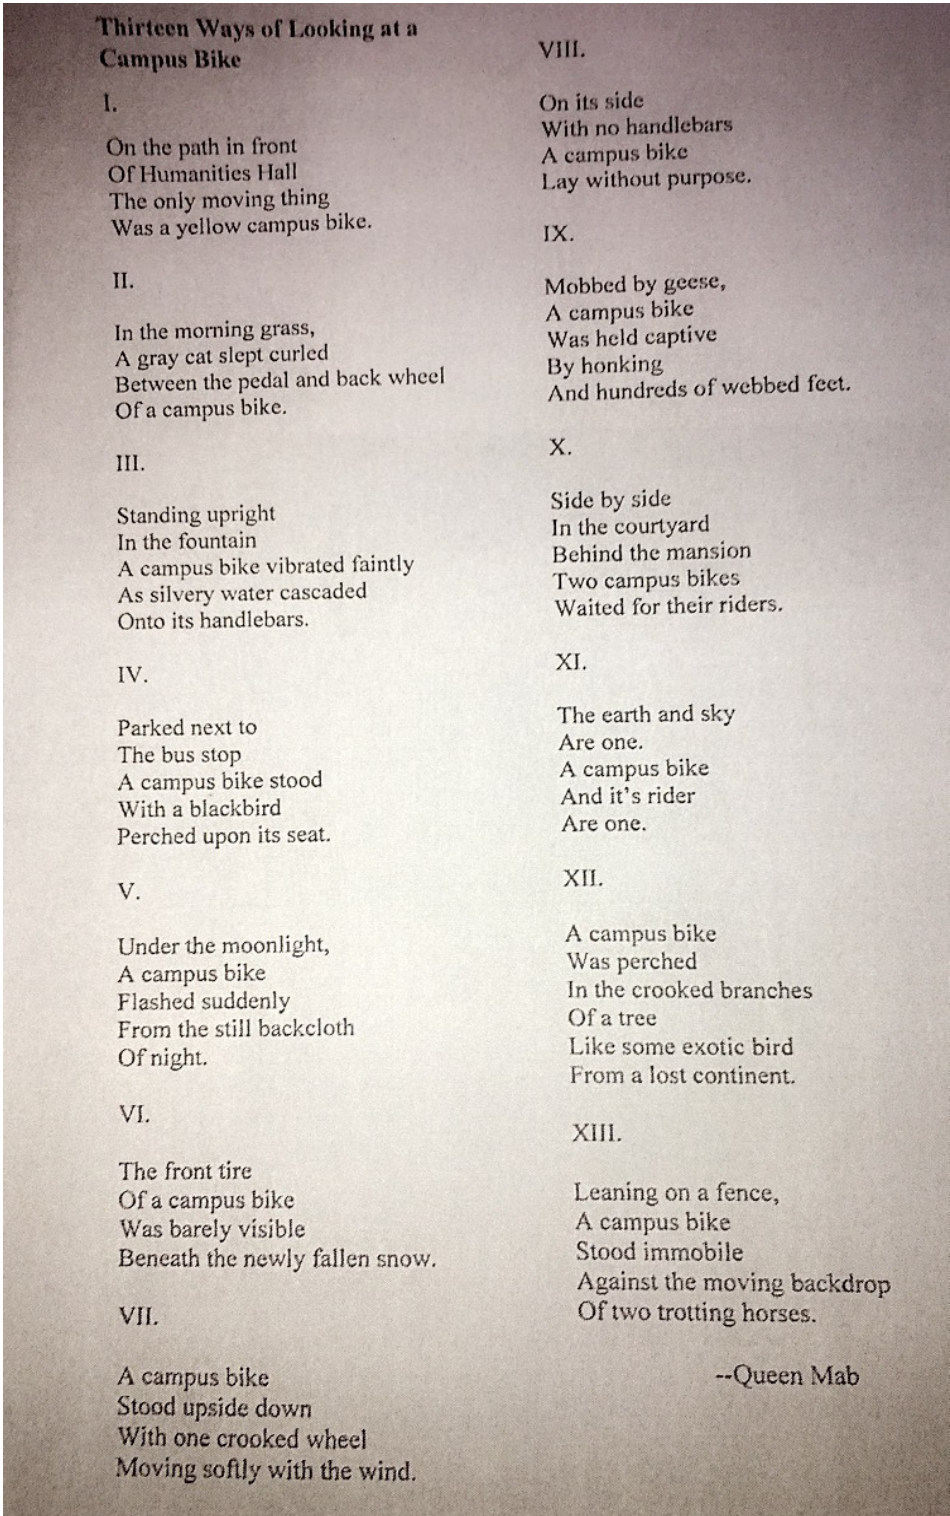 Thirteen Ways of Looking at a
Campus Bike
I.
On the path in front
Of Humanities Hall
The only moving thing
Was a yellow campus bike.
II.
In the morning grass,
A gray cat slept curled
Between the pedal and back wheel
Of a campus bike.
III.
Standing upright
In the fountain
A campus bike vibrated faintly
As silvery water cascaded
Onto its handlebars.
IV.
Parked next to
The bus stop
A campus bike stood
With a blackbird
Perched upon its seat.
V.
Under the moonlight,
A campus bike
Flashed suddenly
From the still backcloth
Of night.
VI.
The front tire
Of a campus bike
Was barely visible
Beneath the newly fallen snow.
VII.
A campus bike
Stood upside down
With one crooked wheel
Moving softly with the wind.
VIII.
On its side
With no handlebars
A campus bike
Lay without purpose.
IX.
Mobbed by geese,
A campus bike
Was held captive
By honking
And hundreds of webbed feet.
X.
Side by side
In the courtyard
Behind the mansion
Two campus bikes
Waited for their riders.
XI.
The earth and sky
Are one.
A campus bike
And it's rider
Are one.
XII.
A campus bike
Was perched
In the crooked branches
Of a tree
Like some exotic bird
From a lost continent.
XIII.
Leaning on a fence,
A campus bike
Stood immobile
Against the moving backdrop
Of two trotting horses.
--Queen Mab